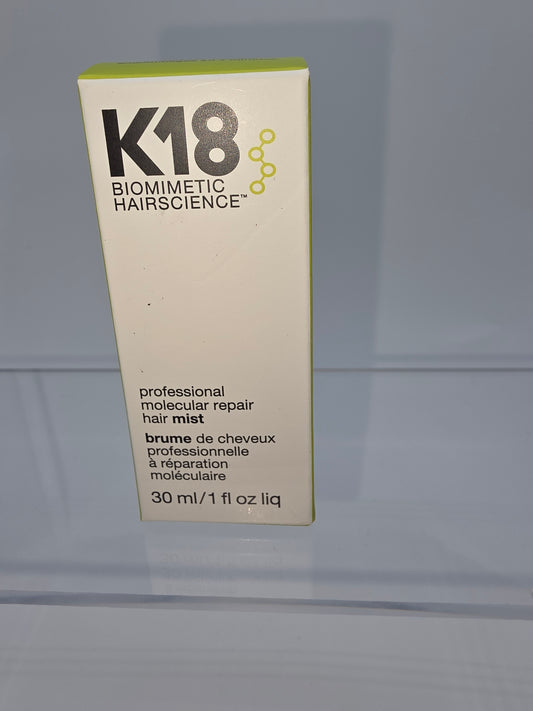 K18
BIOMIMETIC
HAIRSCIENCE™
professional
molecular repair
hair mist
brume de cheveux
professionnelle
à réparation
moléculaire
30 ml/1 fl oz liq